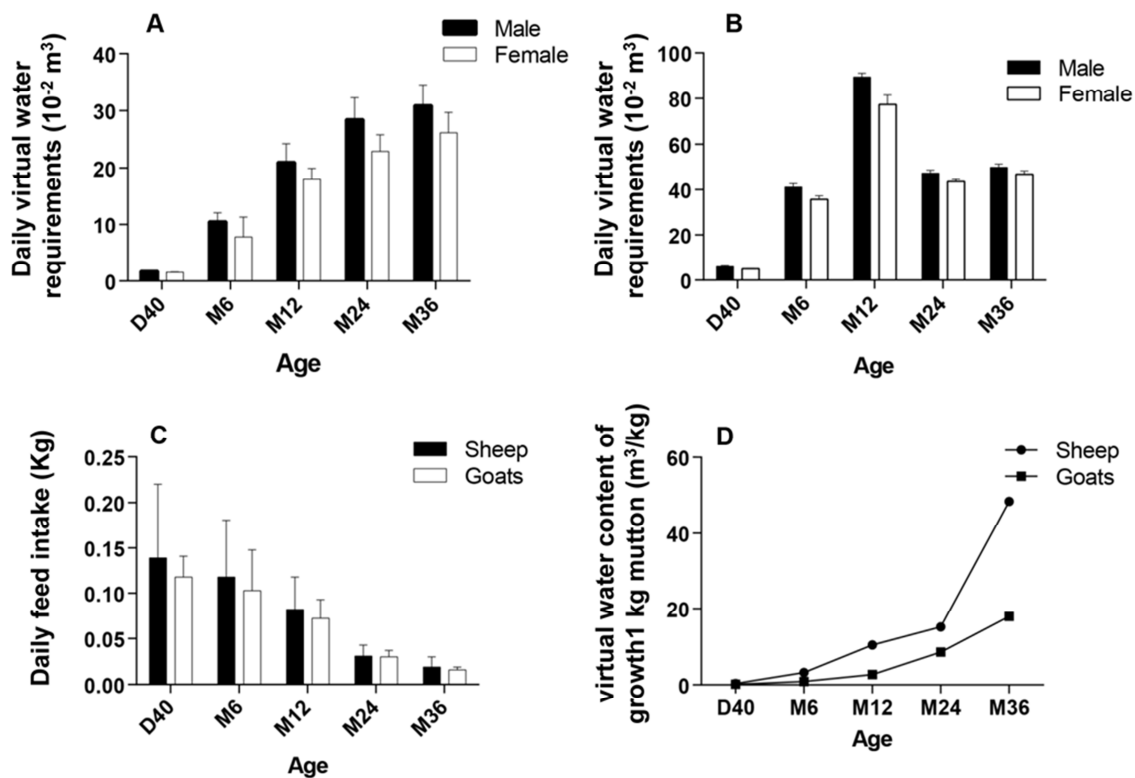 A
Male
Female
Daily virtual water
requirements (10⁻² m³)
40
30
20
10
0
D40
M6
M12
M24
M36
Age
B
Male
Female
Daily virtual water
requirements (10⁻² m³)
100
80
60
40
20
0
D40
M6
M12
M24
M36
Age
C
Sheep
Goats
Daily feed intake (Kg)
0.25
0.20
0.15
0.10
0.05
0.00
D40
M6
M12
M24
M36
Age
D
Sheep
Goats
virtual water content of
growth1 kg mutton (m³/kg)
60
40
20
0
D40
M6
M12
M24
M36
Age